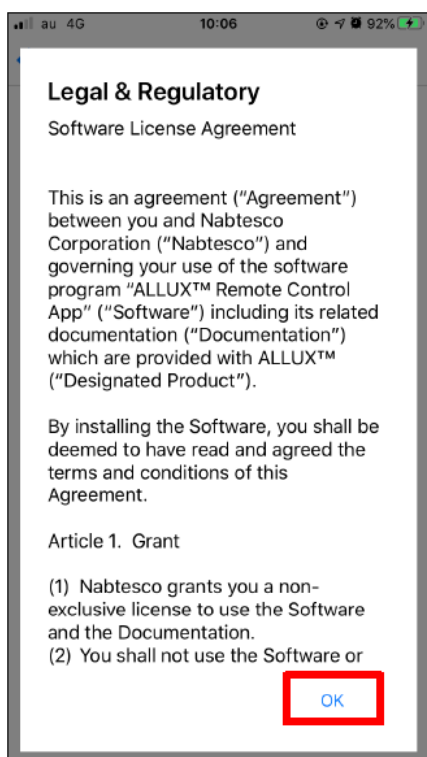 au 4G 10:06 92%
Legal & Regulatory
Software License Agreement
This is an agreement (“Agreement”)
between you and Nabtesco
Corporation (“Nabtesco”) and
governing your use of the software
program “ALLUX™ Remote Control
App” (“Software”) including its related
documentation (“Documentation”)
which are provided with ALLUX™
(“Designated Product”).
By installing the Software, you shall be
deemed to have read and agreed the
terms and conditions of this
Agreement.
Article 1.  Grant
(1)  Nabtesco grants you a non-
exclusive license to use the Software
and the Documentation.
(2)  You shall not use the Software or
OK